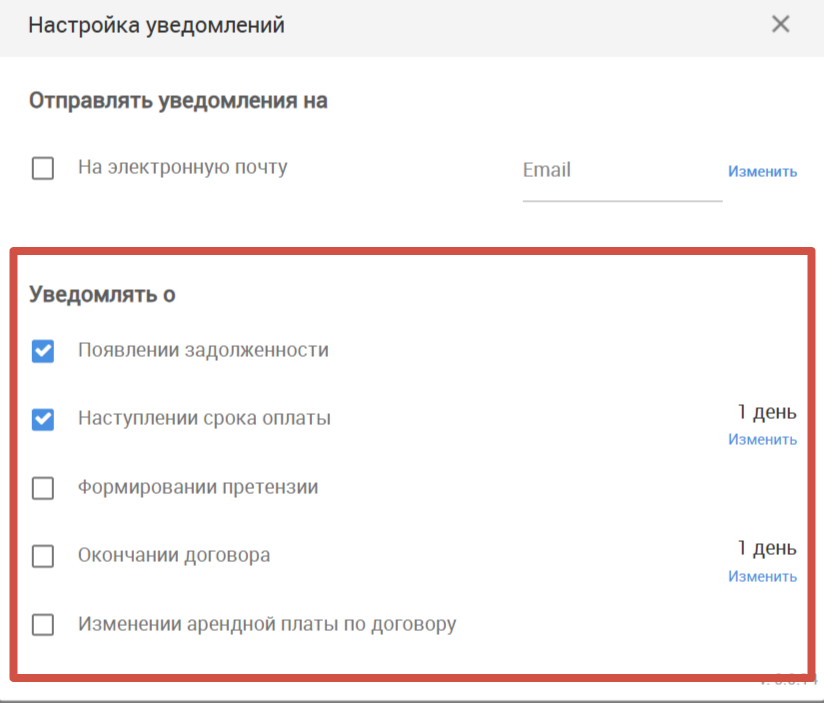 Настройка уведомлений
Отправлять уведомления на
На электронную почту
Email
Изменить
Уведомлять о
Появлении задолженности
Наступлении срока оплаты
1 день
Изменить
Формировании претензии
Окончании договора
1 день
Изменить
Изменении арендной платы по договору